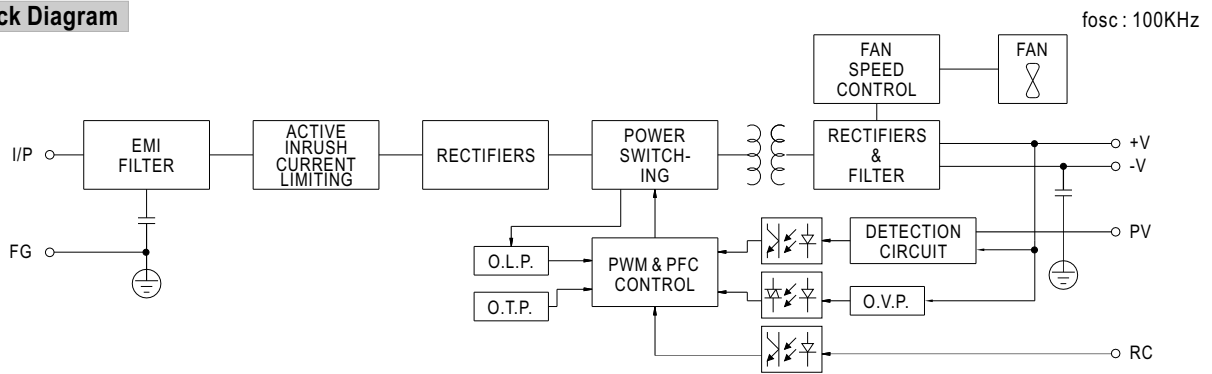 ck Diagram
fosc : 100KHz
FAN
SPEED
CONTROL
FAN
I/P
EMI
FILTER
ACTIVE
INRUSH
CURRENT
LIMITING
RECTIFIERS
POWER
SWITCH-
ING
RECTIFIERS
&
FILTER
+V
-V
FG
O.L.P.
O.T.P.
PWM & PFC
CONTROL
DETECTION
CIRCUIT
PV
O.V.P.
RC